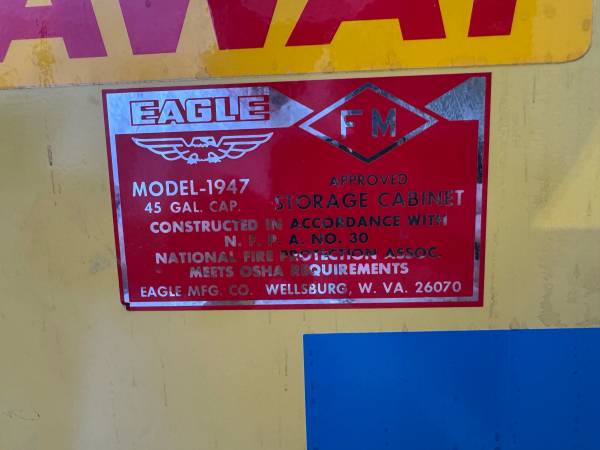 AWAY
EAGLE
FM
MODEL-1947
45 GAL. CAP.
APPROVED
STORAGE CABINET
CONSTRUCTED IN ACCORDANCE WITH
N. F. P. A. NO. 30
NATIONAL FIRE PROTECTION ASSOC.
MEETS OSHA REQUIREMENTS
EAGLE MFG. CO. WELLSBURG, W. VA. 26070